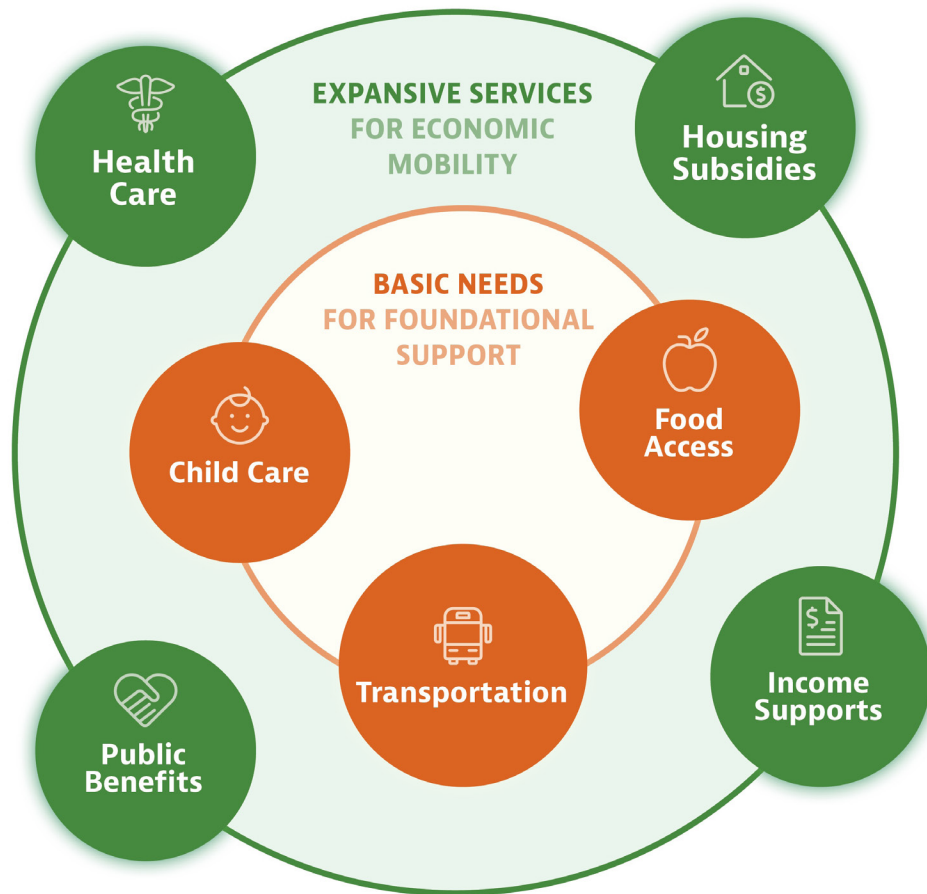 EXPANSIVE SERVICES
FOR ECONOMIC
MOBILITY
Health
Care
Housing
Subsidies
BASIC NEEDS
FOR FOUNDATIONAL
SUPPORT
Child Care
Food
Access
Transportation
Public
Benefits
Income
Supports